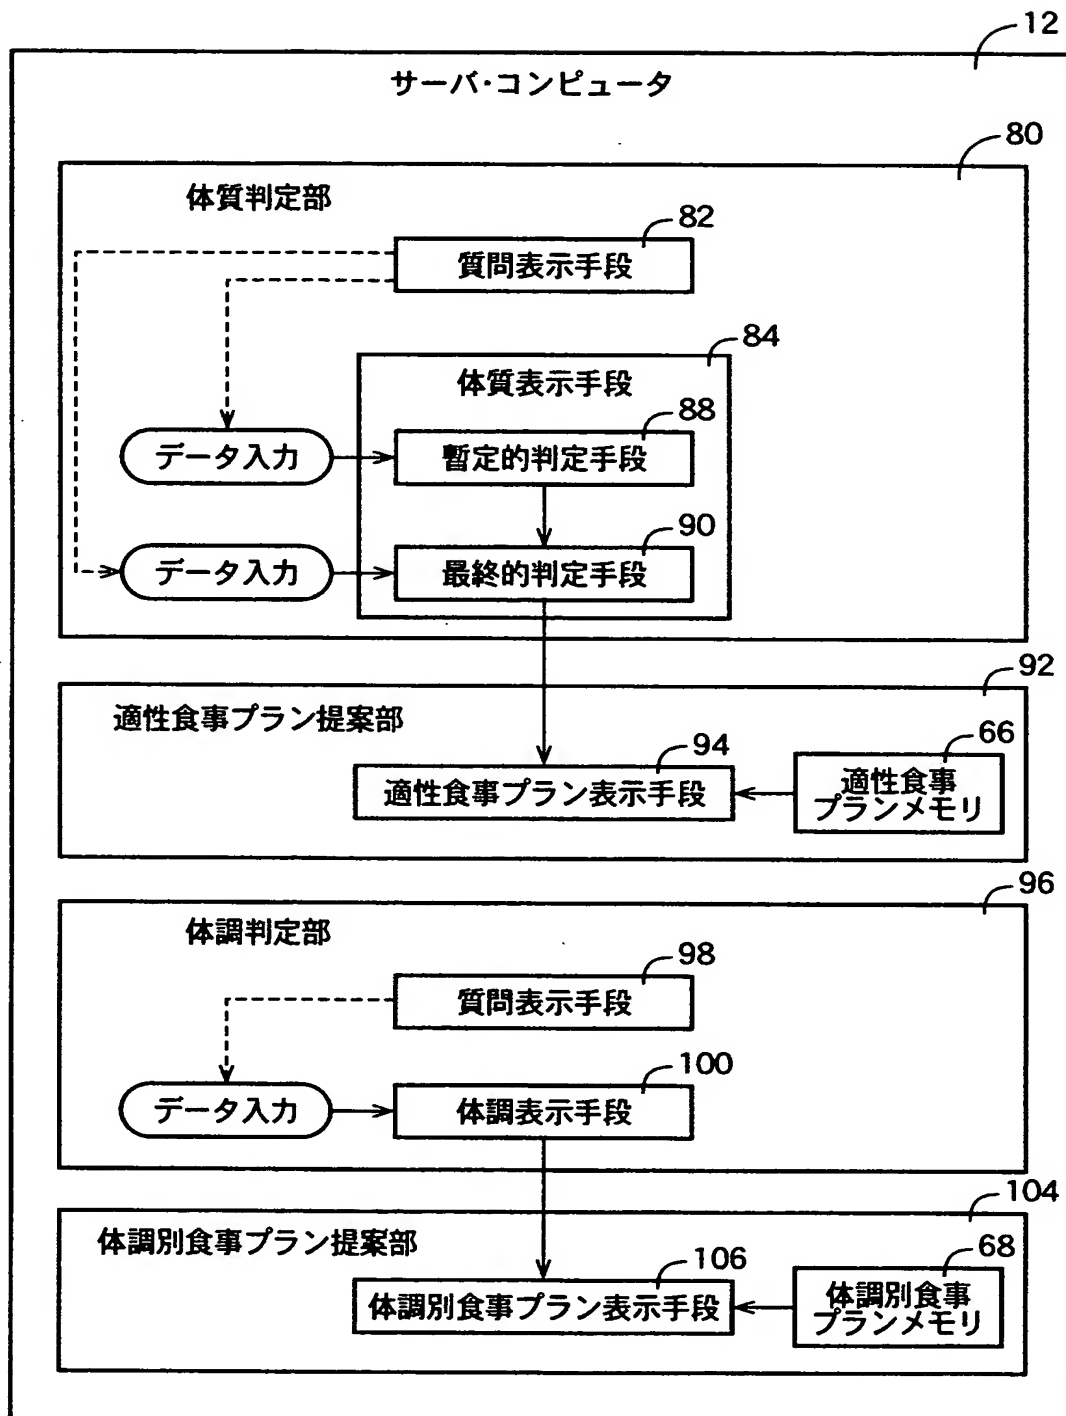 12
サーバ・コンピュータ
80
体質判定部
82
質問表示手段
84
体質表示手段
88
データ入力
暫定的判定手段
90
データ入力
最終的判定手段
92
適性食事プラン提案部
94
66
適性食事プラン表示手段
適性食事
プランメモリ
96
体調判定部
98
質問表示手段
100
データ入力
体調表示手段
104
体調別食事プラン提案部
106
68
体調別食事プラン表示手段
体調別食事
プランメモリ